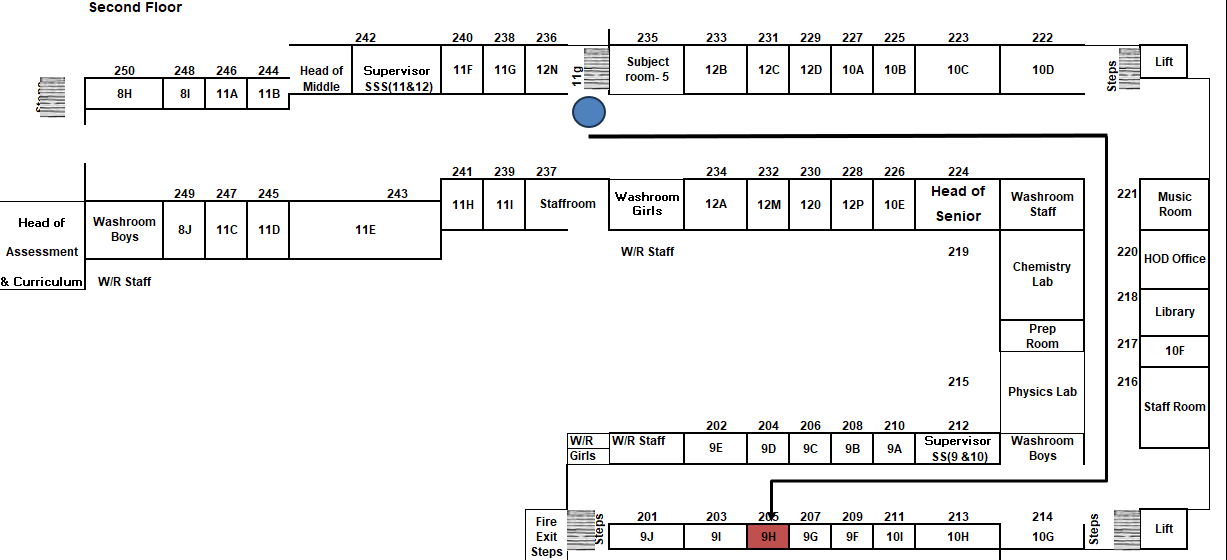 Second Floor
242
240
238
236
235
233
231
229
227
225
223
222
250
248
246
244
Head of
Middle
Supervisor
SSS(11&12)
11F
11G
12N
11g
Subject
room- 5
12B
12C
12D
10A
10B
10C
10D
Steps
Lift
8H
8I
11A
11B
241
239
237
234
232
230
228
226
224
249
247
245
243
11H
11I
Staffroom
Washroom
Girls
12A
12M
120
12P
10E
Head of
Senior
Washroom
Staff
221
Music
Room
Head of
Assessment
& Curriculum
Washroom
Boys
8J
11C
11D
11E
W/R Staff
W/R Staff
219
Chemistry
Lab
220
HOD Office
218
Library
Prep
Room
217
10F
215
Physics Lab
216
Staff Room
202
204
206
208
210
212
W/R
Girls
W/R Staff
9E
9D
9C
9B
9A
Supervisor
SS(9 &10)
Washroom
Boys
Fire
Exit
Steps
Steps
201
203
205
207
209
211
213
214
9J
9I
9H
9G
9F
10I
10H
10G
Steps
Lift